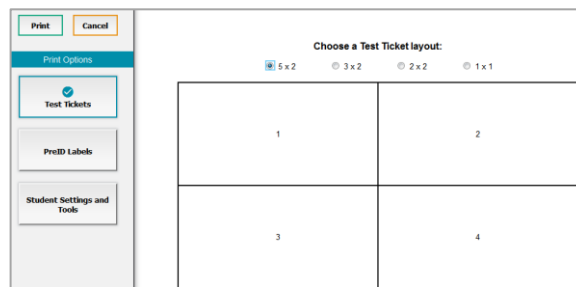 Print Cancel
Print Options
Test Tickets
PreID Labels
Student Settings and
Tools
Choose a Test Ticket layout:
5 x 2 3 x 2 2 x 2 1 x 1
1 2
3 4